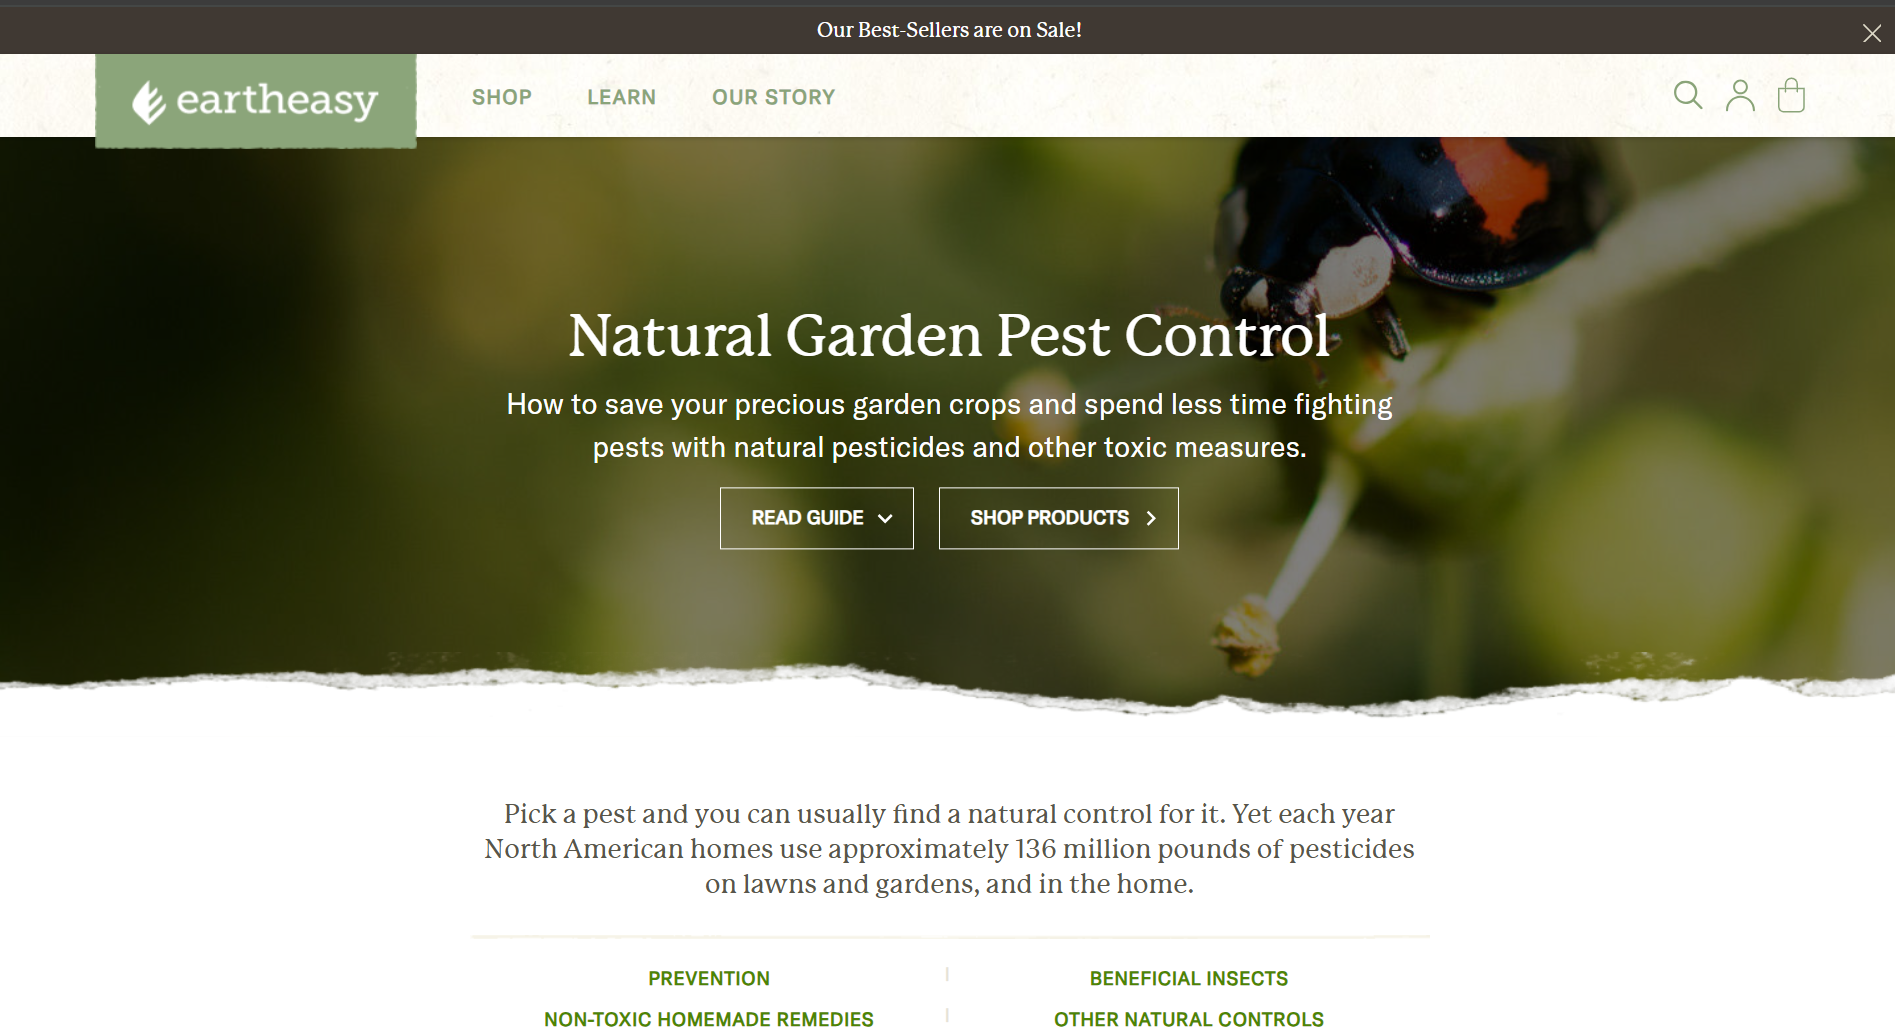 Our Best-Sellers are on Sale!
eartheasy
SHOP LEARN OUR STORY
Natural Garden Pest Control
How to save your precious garden crops and spend less time fighting
pests with natural pesticides and other toxic measures.
READ GUIDE SHOP PRODUCTS
Pick a pest and you can usually find a natural control for it. Yet each year
North American homes use approximately 136 million pounds of pesticides
on lawns and gardens, and in the home.
PREVENTION BENEFICIAL INSECTS
NON-TOXIC HOMEMADE REMEDIES OTHER NATURAL CONTROLS